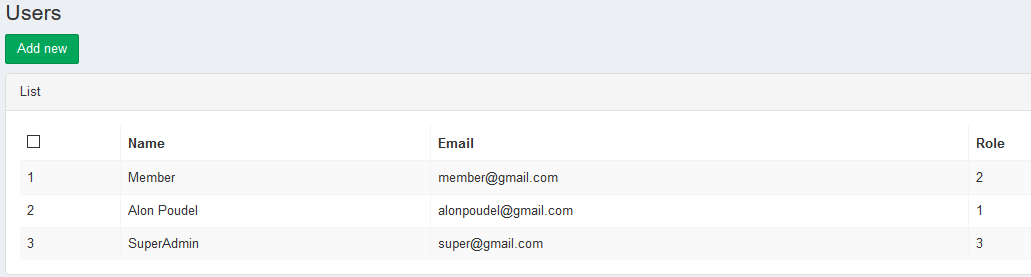 Users
Add new
List
Name Email Role
1 Member member@gmail.com 2
2 Alon Poudel alonpoudel@gmail.com 1
3 SuperAdmin super@gmail.com 3